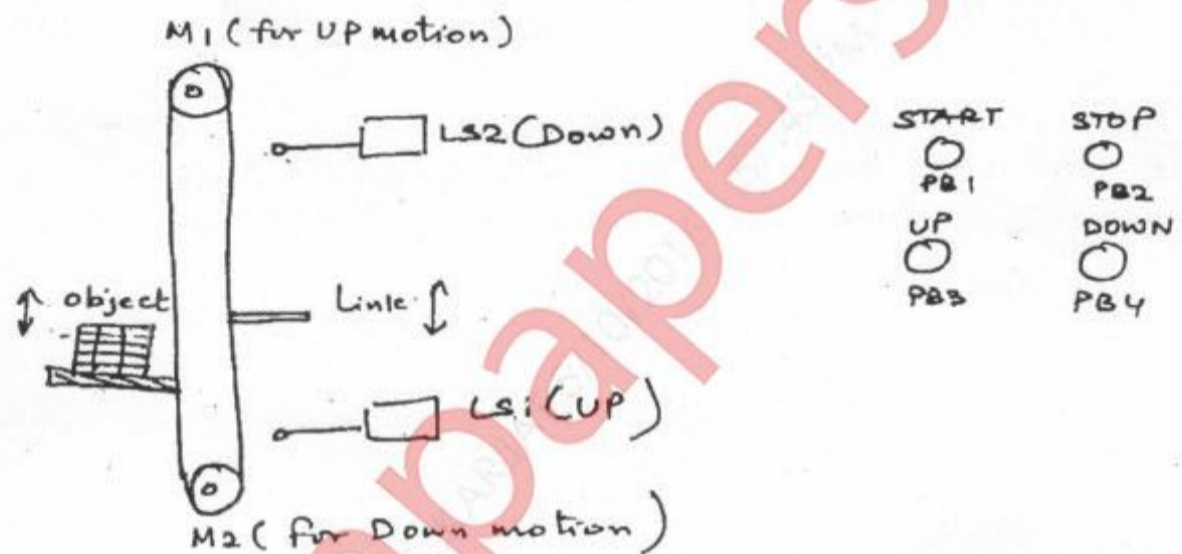 M1 (for UP motion)
LS2 (Down)
START STOP
PB1 PB2
UP DOWN
PB3 PB4
object Link
LS1 (UP)
M2 (for Down motion)
papers